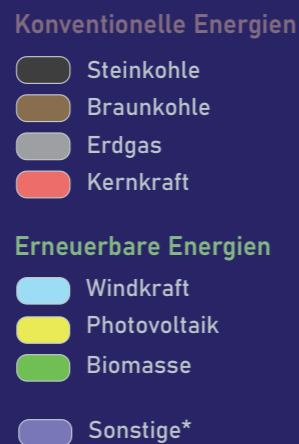 Konventionelle Energien
Steinkohle
Braunkohle
Erdgas
Kernkraft
Erneuerbare Energien
Windkraft
Photovoltaik
Biomasse
Sonstige*